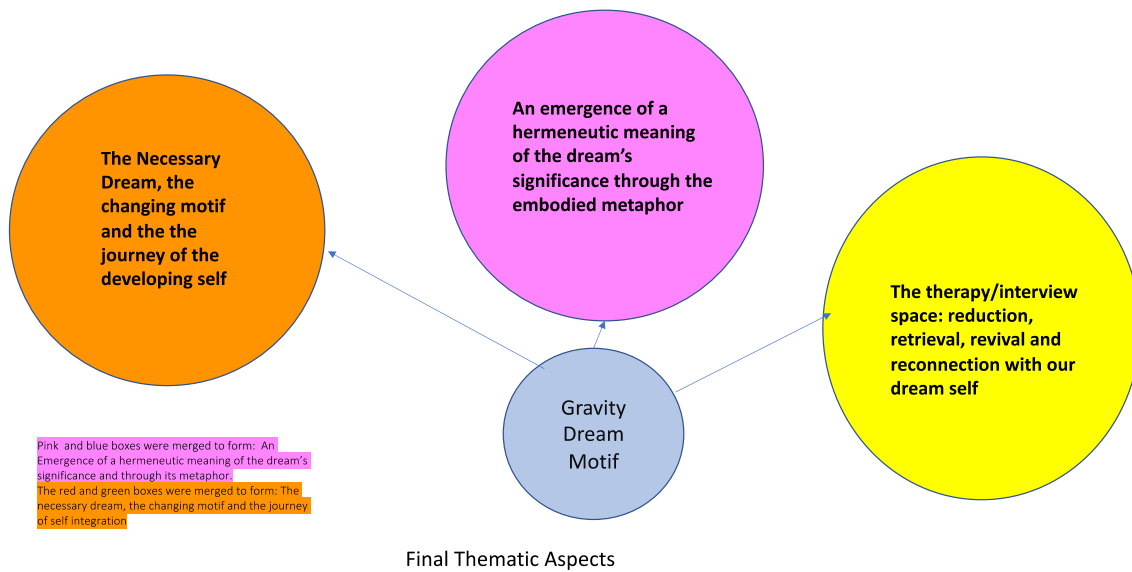 An emergence of a
hermeneutic meaning
of the dream's
significance through the
embodied metaphor
The Necessary
Dream, the
changing motif
and the the
journey of the
developing self
The therapy/interview
space: reduction,
retrieval, revival and
reconnection with our
dream self
Gravity
Dream
Motif
Pink  and blue boxes were merged to form:  An
Emergence of a hermeneutic meaning of the dream's
significance and through its metaphor.
The red and green boxes were merged to form: The
necessary dream, the changing motif and the journey
of self integration
Final Thematic Aspects